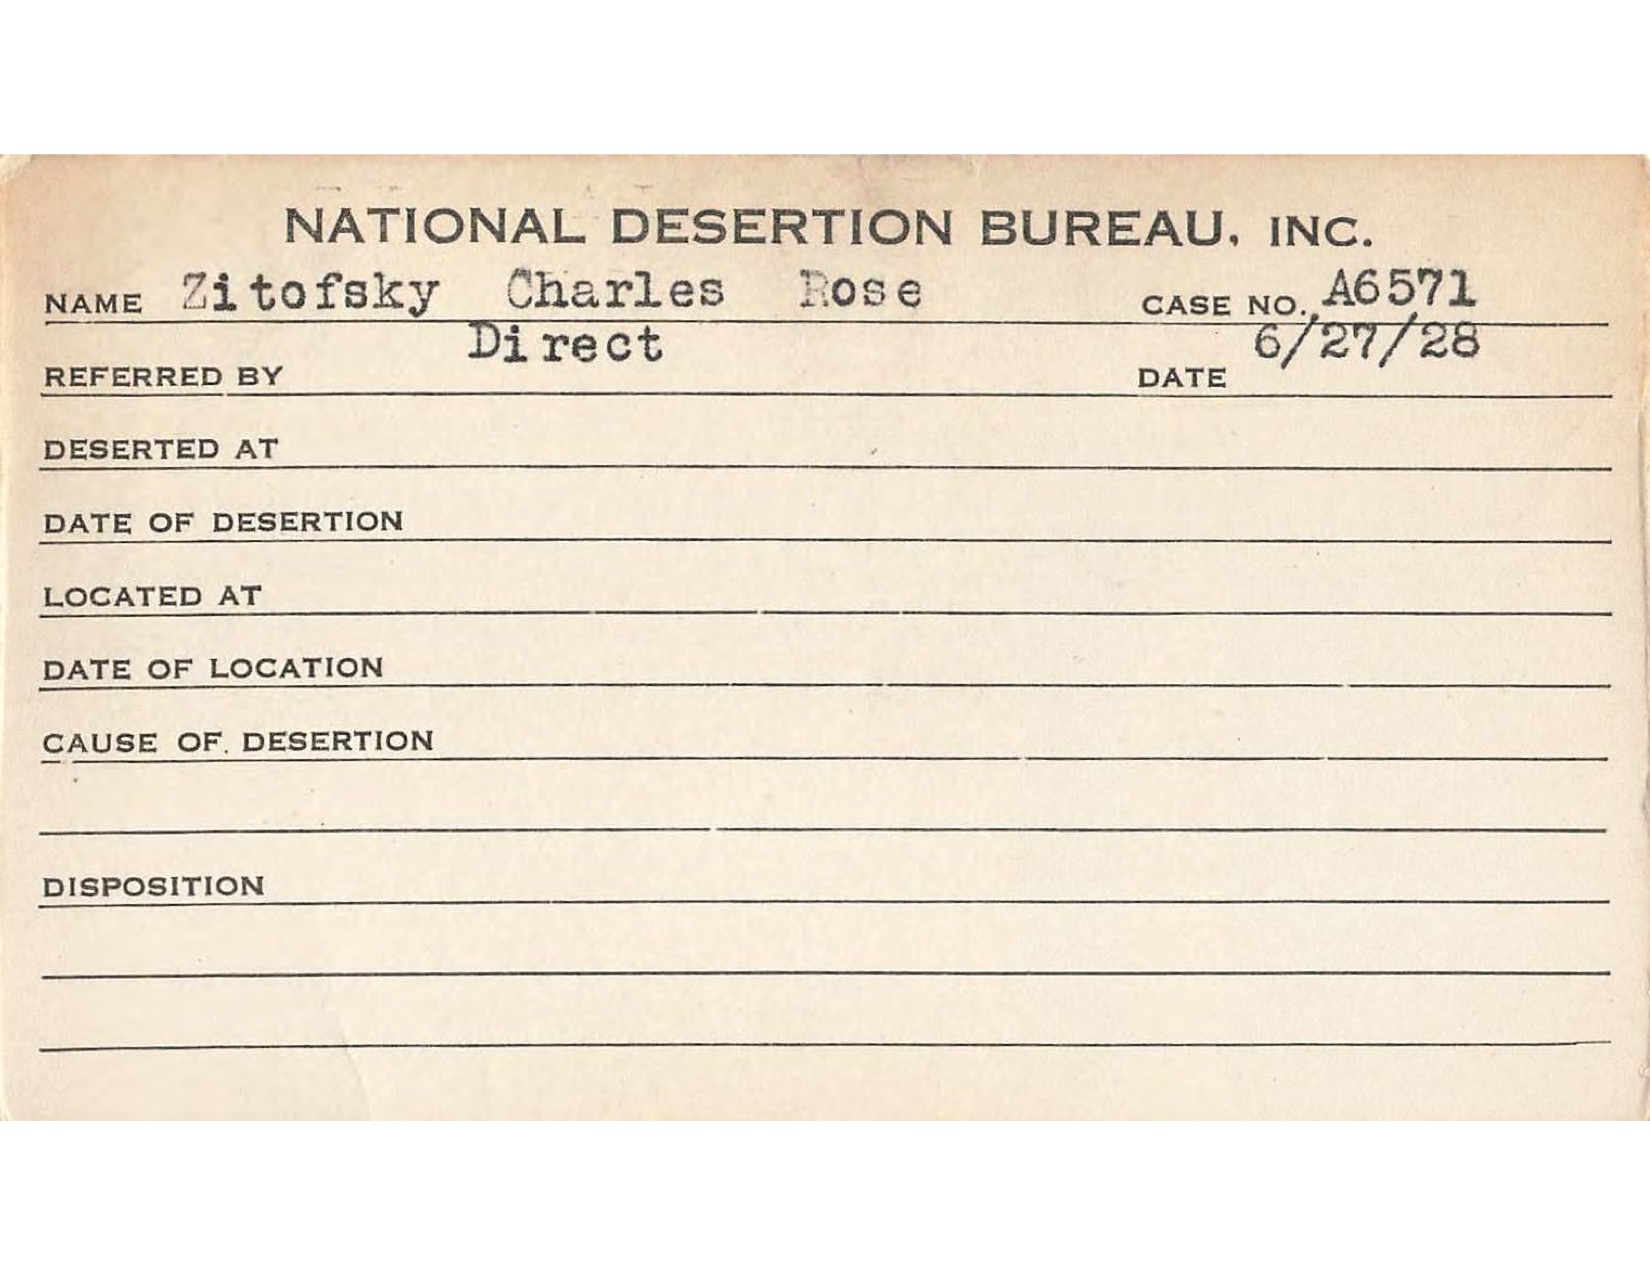 NATIONAL DESERTION BUREAU, INC.
NAME Zitofsky Charles Rose CASE NO. A6571
REFERRED BY Direct DATE 6/27/28
DESERTED AT
DATE OF DESERTION
LOCATED AT
DATE OF LOCATION
CAUSE OF DESERTION
DISPOSITION